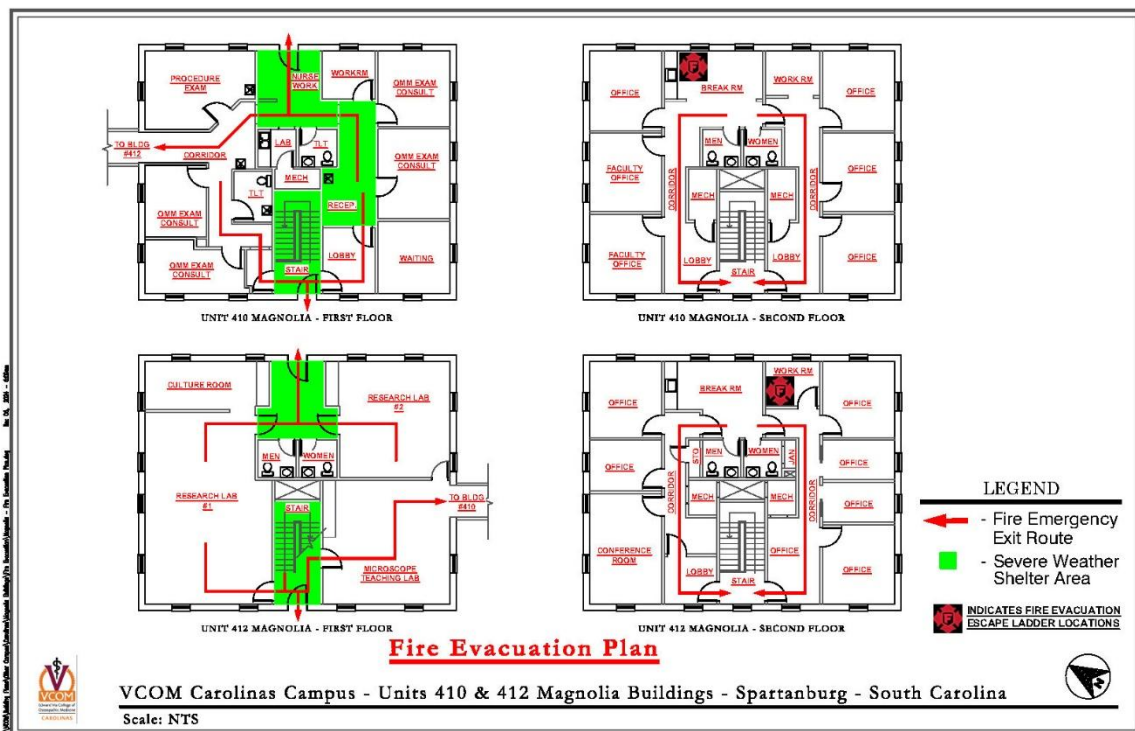 PROCEDURE
EXAM
NURSE
WORK
WORKRM
OMM EXAM
CONSULT
TO BLDG
#412
CORRIDOR
LAB
TLT
OMM EXAM
CONSULT
MECH
TLT
RECEP.
OMM EXAM
CONSULT
OMM EXAM
CONSULT
STAIR
LOBBY
WAITING
UNIT 410 MAGNOLIA - FIRST FLOOR
OFFICE
BREAK RM
WORK RM
OFFICE
MEN
WOMEN
FACULTY
OFFICE
CORRIDOR
MECH
MECH
CORRIDOR
OFFICE
FACULTY
OFFICE
LOBBY
LOBBY
STAIR
OFFICE
UNIT 410 MAGNOLIA - SECOND FLOOR
CULTURE ROOM
RESEARCH LAB
#2
MEN
WOMEN
RESEARCH LAB
#1
STAIR
TO BLDG
#410
MICROSCOPE
TEACHING LAB
UNIT 412 MAGNOLIA - FIRST FLOOR
OFFICE
BREAK RM
WORK RM
OFFICE
STO
MEN
WOMEN
JAN
OFFICE
OFFICE
CORRIDOR
MECH
MECH
CORRIDOR
OFFICE
CONFERENCE
ROOM
LOBBY
OFFICE
OFFICE
STAIR
UNIT 412 MAGNOLIA - SECOND FLOOR
LEGEND
- Fire Emergency
Exit Route
- Severe Weather
Shelter Area
F
INDICATES FIRE EVACUATION
ESCAPE LADDER LOCATIONS
Fire Evacuation Plan
VCOM
CAROLINAS
VCOM Carolinas Campus - Units 410 & 412 Magnolia Buildings - Spartanburg - South Carolina
Scale: NTS
N